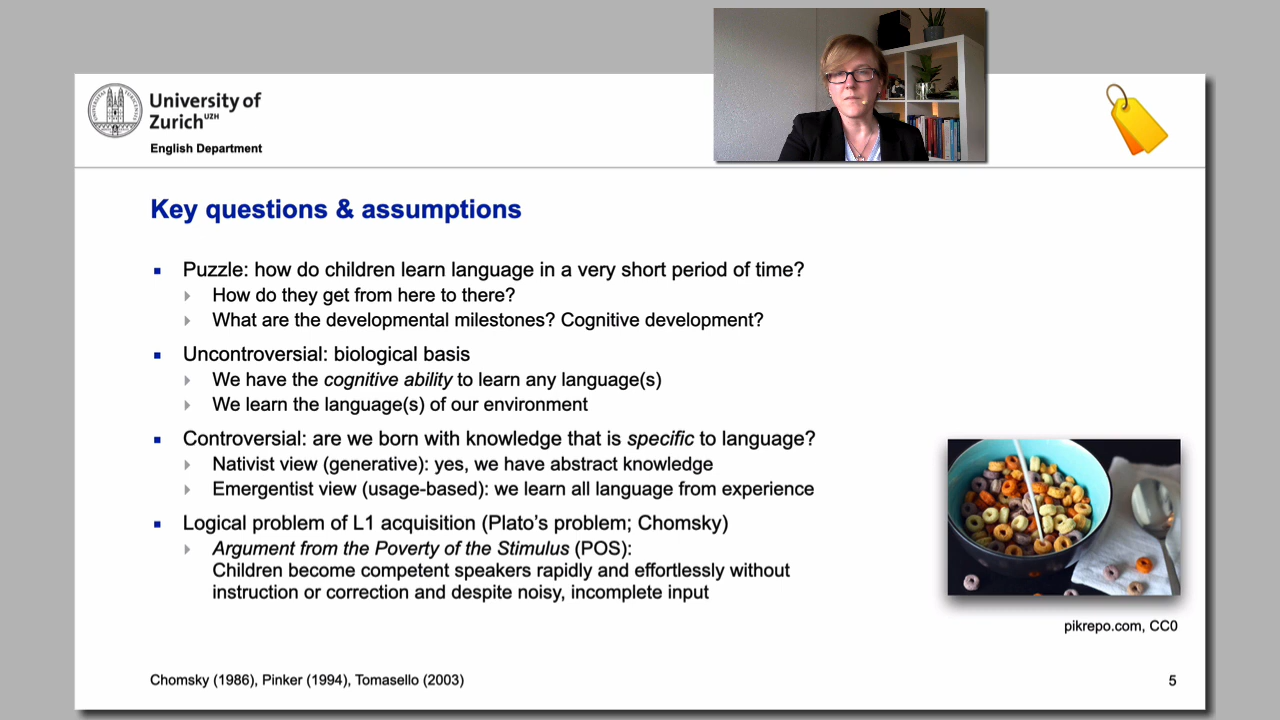 University of
Zurich UZH
English Department
Key questions & assumptions
Puzzle: how do children learn language in a very short period of time?
How do they get from here to there?
What are the developmental milestones? Cognitive development?
Uncontroversial: biological basis
We have the cognitive ability to learn any language(s)
We learn the language(s) of our environment
Controversial: are we born with knowledge that is specific to language?
Nativist view (generative): yes, we have abstract knowledge
Emergentist view (usage-based): we learn all language from experience
Logical problem of L1 acquisition (Plato’s problem; Chomsky)
Argument from the Poverty of the Stimulus (POS):
Children become competent speakers rapidly and effortlessly without
instruction or correction and despite noisy, incomplete input
pikrepo.com, CC0
Chomsky (1986), Pinker (1994), Tomasello (2003)
5